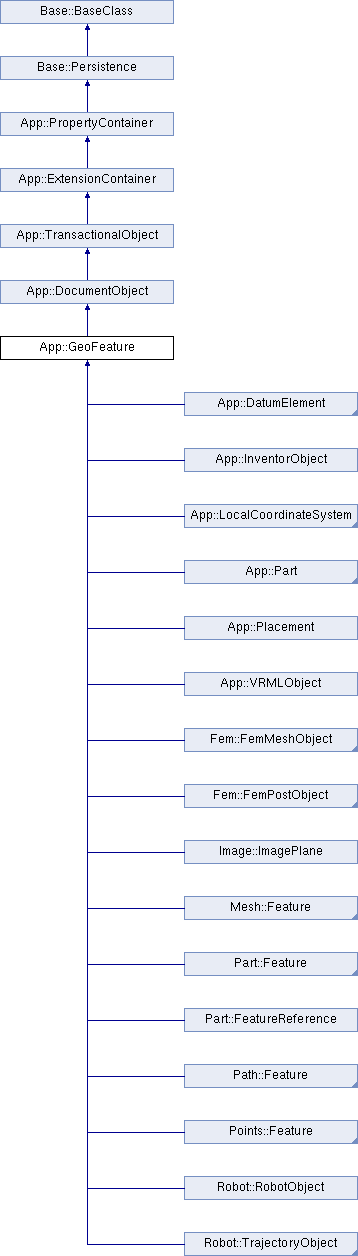 Base::BaseClass
Base::Persistence
App::PropertyContainer
App::ExtensionContainer
App::TransactionalObject
App::DocumentObject
App::GeoFeature
App::DatumElement
App::InventorObject
App::LocalCoordinateSystem
App::Part
App::Placement
App::VRMLObject
Fem::FemMeshObject
Fem::FemPostObject
Image::ImagePlane
Mesh::Feature
Part::Feature
Part::FeatureReference
Path::Feature
Points::Feature
Robot::RobotObject
Robot::TrajectoryObject